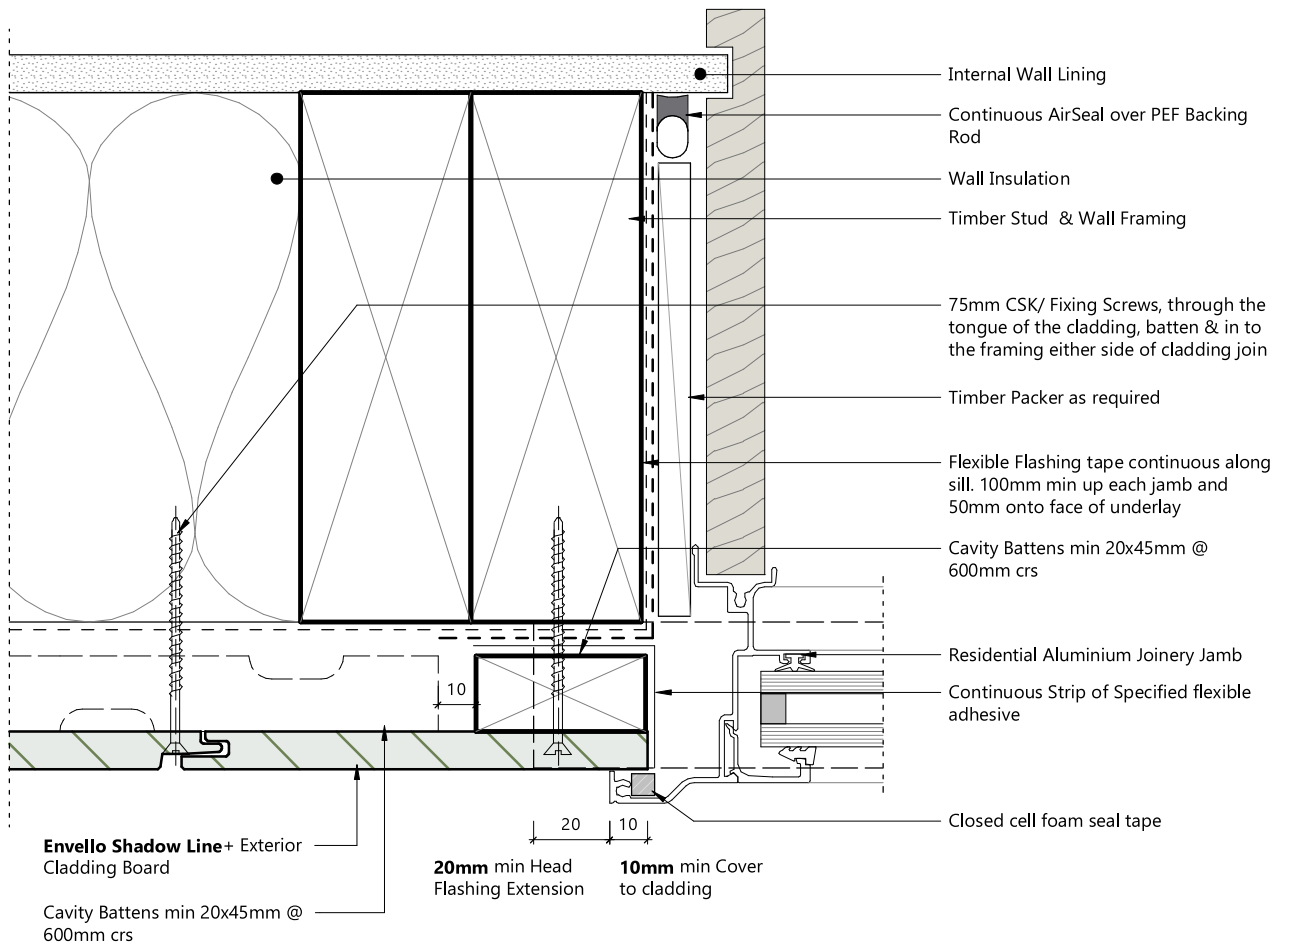 Internal Wall Lining
Continuous AirSeal over PEF Backing
Rod
Wall Insulation
Timber Stud & Wall Framing
75mm CSK/ Fixing Screws, through the
tongue of the cladding, batten & in to
the framing either side of cladding join
Timber Packer as required
Flexible Flashing tape continuous along
sill. 100mm min up each jamb and
50mm onto face of underlay
Cavity Battens min 20x45mm @
600mm crs
Residential Aluminium Joinery Jamb
Continuous Strip of Specified flexible
adhesive
Closed cell foam seal tape
10
20
10
Envello Shadow Line+ Exterior
Cladding Board
20mm min Head
Flashing Extension
10mm min Cover
to cladding
Cavity Battens min 20x45mm @
600mm crs